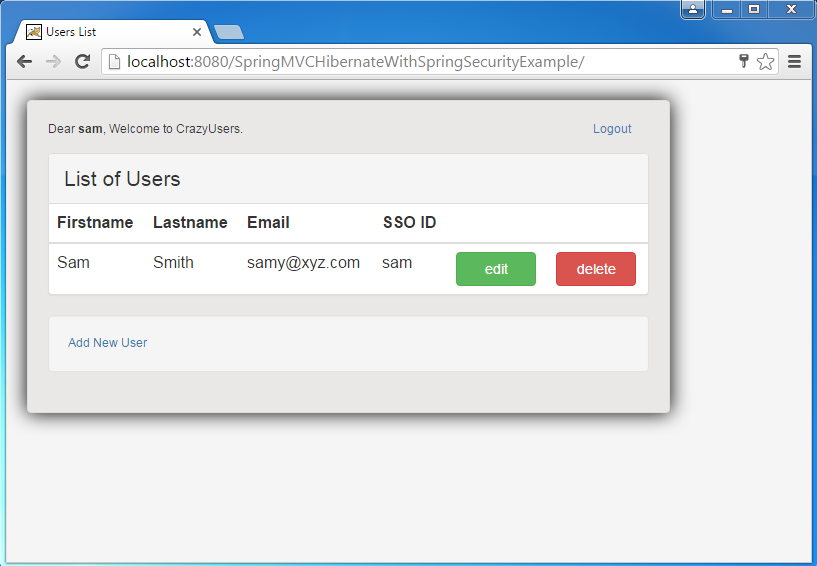 Users List
localhost:8080/SpringMVCHibernateWithSpringSecurityExample/
Dear sam, Welcome to CrazyUsers. Logout
List of Users
Firstname Lastname Email SSO ID
Sam Smith samy@xyz.com sam edit delete
Add New User